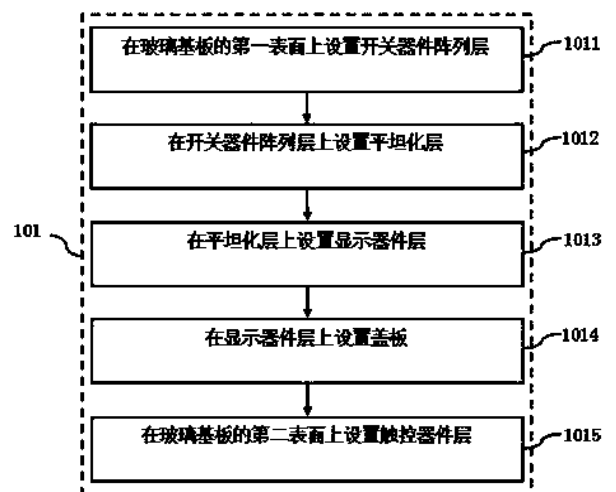 在玻璃基板的第一表面上设置开关器件阵列层
1011
在开关器件阵列层上设置平坦化层
1012
101
在平坦化层上设置显示器件层
1013
在显示器件层上设置盖板
1014
在玻璃基板的第二表面上设置触控器件层
1015